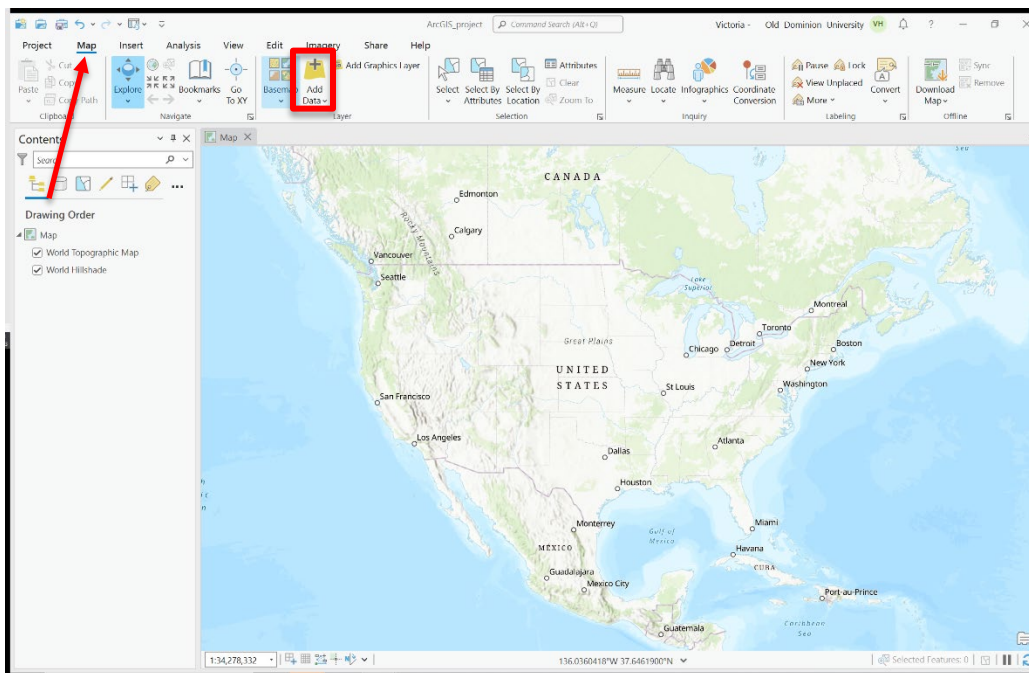 ArcGIS_project
Command Search (Alt+Q)
Victoria - Old Dominion University VH ?
Project Map Insert Analysis View Edit Imagery Share Help
Paste
Cut
Copy
Copy Path
Clipboard
Explore
Bookmarks
Go To XY
Navigate
Basemap
Add Data
Add Graphics Layer
Layer
Select
Select By Attributes
Select By Location
Attributes
Clear
Zoom To
Selection
Measure
Locate
Infographics
Coordinate Conversion
Inquiry
Pause
Lock
View Unplaced
More
Convert
Labeling
Download Map
Sync
Remove
Offline
Contents
Map
Search
Drawing Order
Map
World Topographic Map
World Hillshade
CANADA
Edmonton
Calgary
Rocky Mountains
Vancouver
Seattle
Lake Superior
Montreal
Toronto
Great Plains
Chicago
Detroit
Boston
New York
UNITED
STATES
St Louis
Washington
San Francisco
Los Angeles
Atlanta
Dallas
Houston
Monterrey
Miami
Gulf of Mexico
MÉXICO
Havana
CUBA
Guadalajara
Mexico City
Port-au-Prince
Guatemala
Caribbean Sea
1:34,278,332
136.0360418°W 37.6461900°N
Selected Features: 0